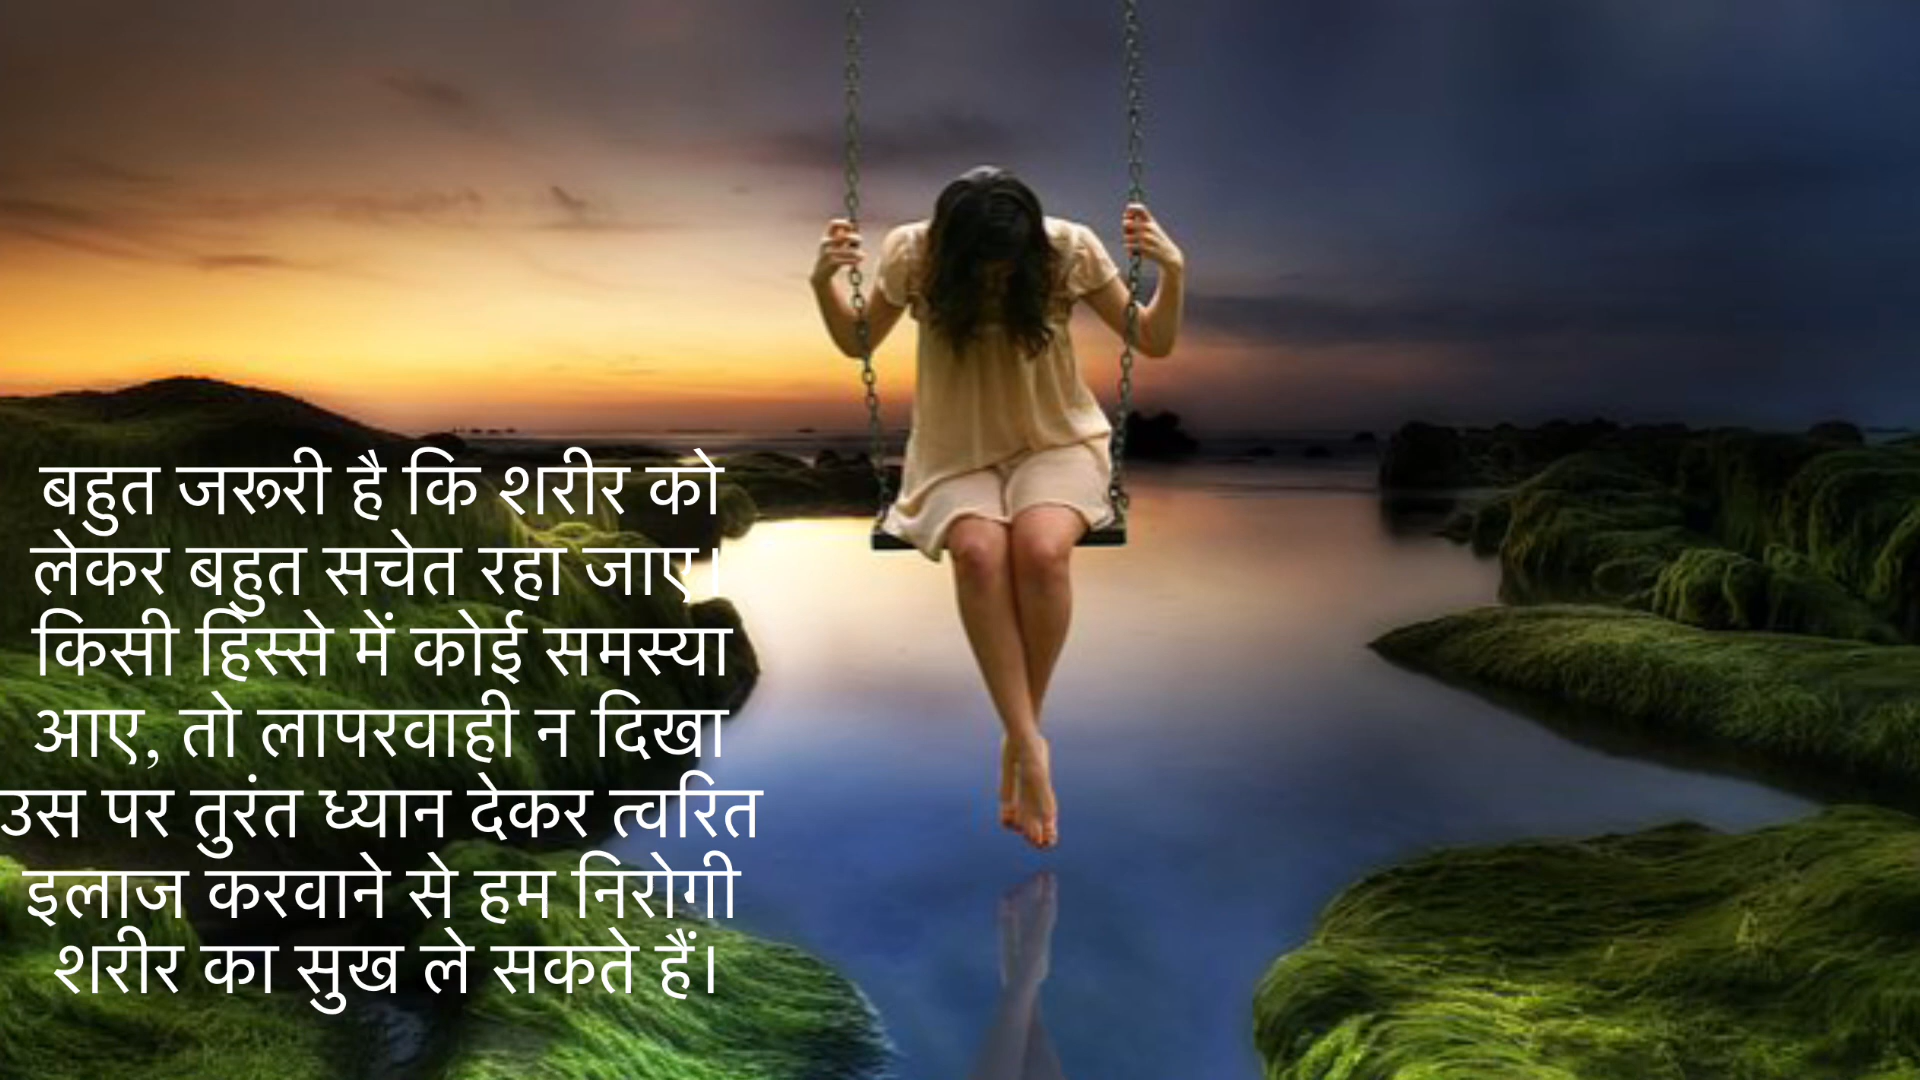 बहुत जरूरी है कि शरीर को
लेकर बहुत सचेत रहा जाए।
किसी हिस्से में कोई समस्या
आए, तो लापरवाही न दिखा
उस पर तुरंत ध्यान देकर त्वरित
इलाज करवाने से हम निरोगी
शरीर का सुख ले सकते हैं।